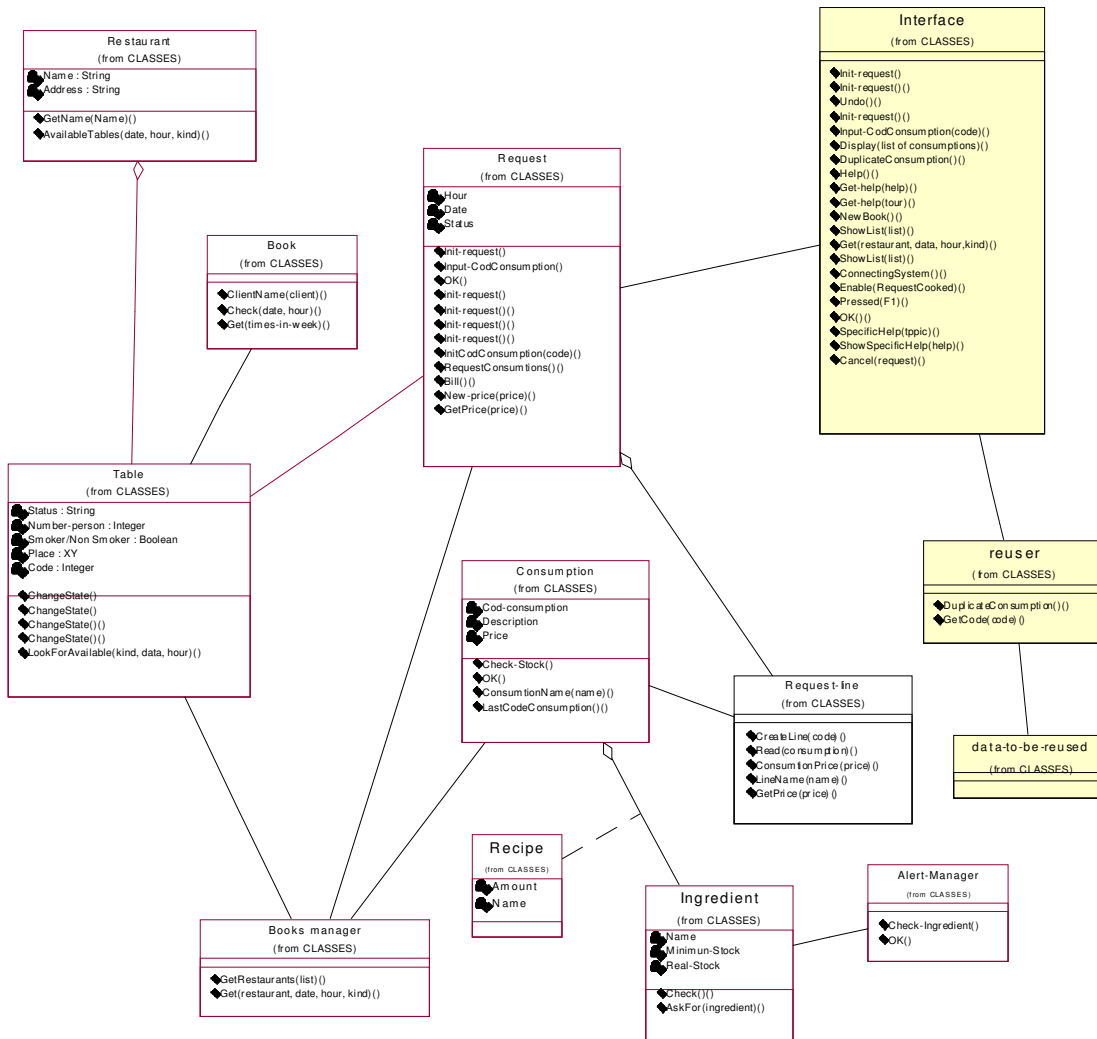 Restaurant
(from CLASSES)
Name : String
Address : String
GetName(Name)()
AvailableTables(date, hour, kind)()
Interface
(from CLASSES)
Init-request()
Init-request()()
Undo()()
Init-request()()
Input-CodConsumption(code)()
Display(list of consumptions)()
DuplicateConsumption()()
Help()()
Get-help(help)()
Get-help(tour)()
NewBook()()
ShowList(list)()
Get(restaurant, data, hour,kind)()
ShowList(list)()
ConnectingSystem()()
Enable(RequestCooked)()
Pressed(F1)()
OK()()
SpecificHelp(tppic)()
ShowSpecificHelp(help)()
Cancel(request)()
Request
(from CLASSES)
Hour
Date
Status
Init-request()
Input-CodConsumption()
OK()
init-request()
Init-request()()
Init-request()()
Init-request()()
InitCodConsumption(code)()
RequestConsumtions()()
Bill()()
New-price(price)()
GetPrice(price)()
Book
(from CLASSES)
ClientName(client)()
Check(date, hour)()
Get(times-in-week)()
Table
(from CLASSES)
Status : String
Number-person : Integer
Smoker/Non Smoker : Boolean
Place : XY
Code : Integer
ChangeState()
ChangeState()
ChangeState()()
ChangeState()()
LookForAvailable(kind, data, hour)()
Consumption
(from CLASSES)
Cod-consumption
Description
Price
Check-Stock()
OK()
ConsumtionName(name)()
LastCodeConsumption()()
reuser
(from CLASSES)
DuplicateConsumption()()
GetCode(code)()
Request-line
(from CLASSES)
CreateLine(code)()
Read(consumption)()
ConsumtionPrice(price)()
LineName(name)()
GetPrice(price)()
data-to-be-reused
(from CLASSES)
Recipe
(from CLASSES)
Amount
Name
Ingredient
(from CLASSES)
Name
Minimun-Stock
Real-Stock
Check()()
AskFor(ingredient)()
Alert-Manager
(from CLASSES)
Check-Ingredient()
OK()
Books manager
(from CLASSES)
GetRestaurants(list)()
Get(restaurant, date, hour, kind)()